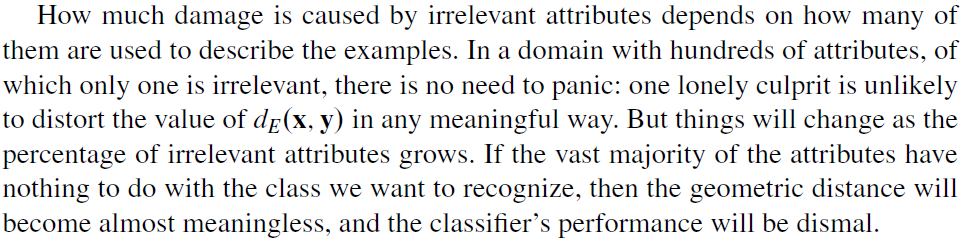 How much damage is caused by irrelevant attributes depends on how many of
them are used to describe the examples. In a domain with hundreds of attributes, of
which only one is irrelevant, there is no need to panic: one lonely culprit is unlikely
to distort the value of d_E(x, y) in any meaningful way. But things will change as the
percentage of irrelevant attributes grows. If the vast majority of the attributes have
nothing to do with the class we want to recognize, then the geometric distance will
become almost meaningless, and the classifier’s performance will be dismal.